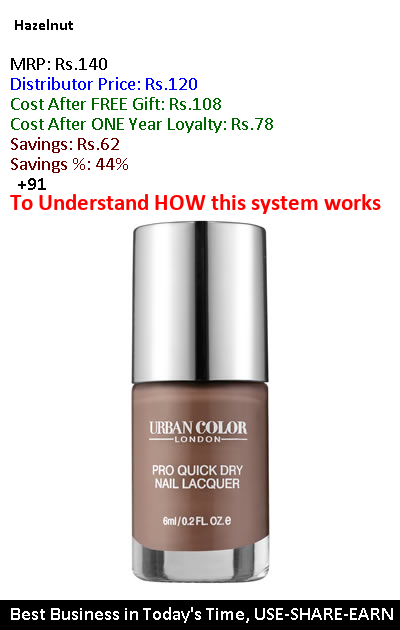 Hazelnut
MRP: Rs.140
Distributor Price: Rs.120
Cost After FREE Gift: Rs.108
Cost After ONE Year Loyalty: Rs.78
Savings: Rs.62
Savings %: 44%
+91
To Understand HOW this system works
URBAN COLOR
LONDON
PRO QUICK DRY
NAIL LACQUER
6ml / 0.2 FL. OZ. e
Best Business in Today's Time, USE-SHARE-EARN